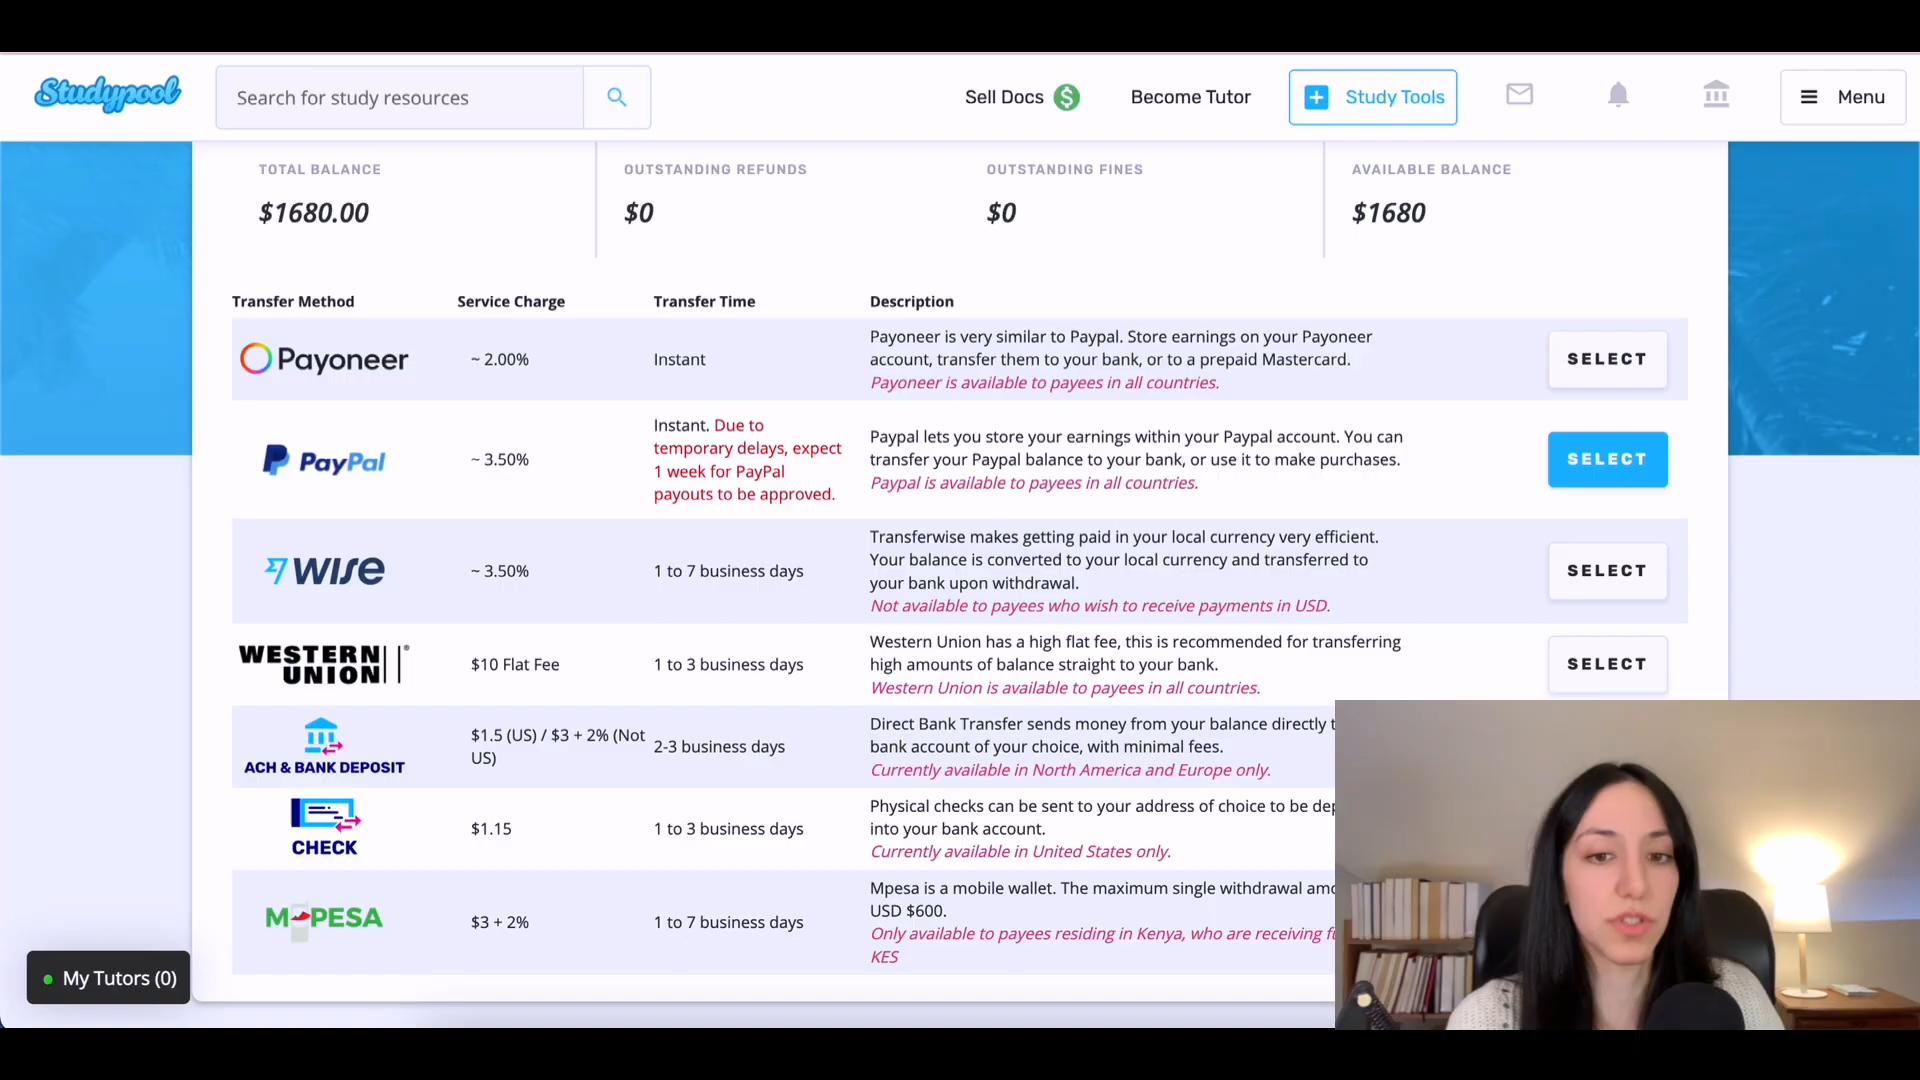 Studypool
Search for study resources
Sell Docs $
Become Tutor
Study Tools
Menu
TOTAL BALANCE
$1680.00
OUTSTANDING REFUNDS
$0
OUTSTANDING FINES
$0
AVAILABLE BALANCE
$1680
Transfer Method
Service Charge
Transfer Time
Description
Payoneer
~ 2.00%
Instant
Payoneer is very similar to Paypal. Store earnings on your Payoneer
account, transfer them to your bank, or to a prepaid Mastercard.
Payoneer is available to payees in all countries.
SELECT
PayPal
~ 3.50%
Instant. Due to
temporary delays, expect
1 week for PayPal
payouts to be approved.
Paypal lets you store your earnings within your Paypal account. You can
transfer your Paypal balance to your bank, or use it to make purchases.
Paypal is available to payees in all countries.
SELECT
WISE
~ 3.50%
1 to 7 business days
Transferwise makes getting paid in your local currency very efficient.
Your balance is converted to your local currency and transferred to
your bank upon withdrawal.
Not available to payees who wish to receive payments in USD.
SELECT
WESTERN
UNION
$10 Flat Fee
1 to 3 business days
Western Union has a high flat fee, this is recommended for transferring
high amounts of balance straight to your bank.
Western Union is available to payees in all countries.
SELECT
ACH & BANK DEPOSIT
$1.5 (US) / $3 + 2% (Not
US)
2-3 business days
Direct Bank Transfer sends money from your balance directly
bank account of your choice, with minimal fees.
Currently available in North America and Europe only.
CHECK
$1.15
1 to 3 business days
Physical checks can be sent to your address of choice to be
into your bank account.
Currently available in United States only.
M-PESA
$3 + 2%
1 to 7 business days
Mpesa is a mobile wallet. The maximum single withdrawal
USD $600.
Only available to payees residing in Kenya, who are receiving
KES
My Tutors (0)